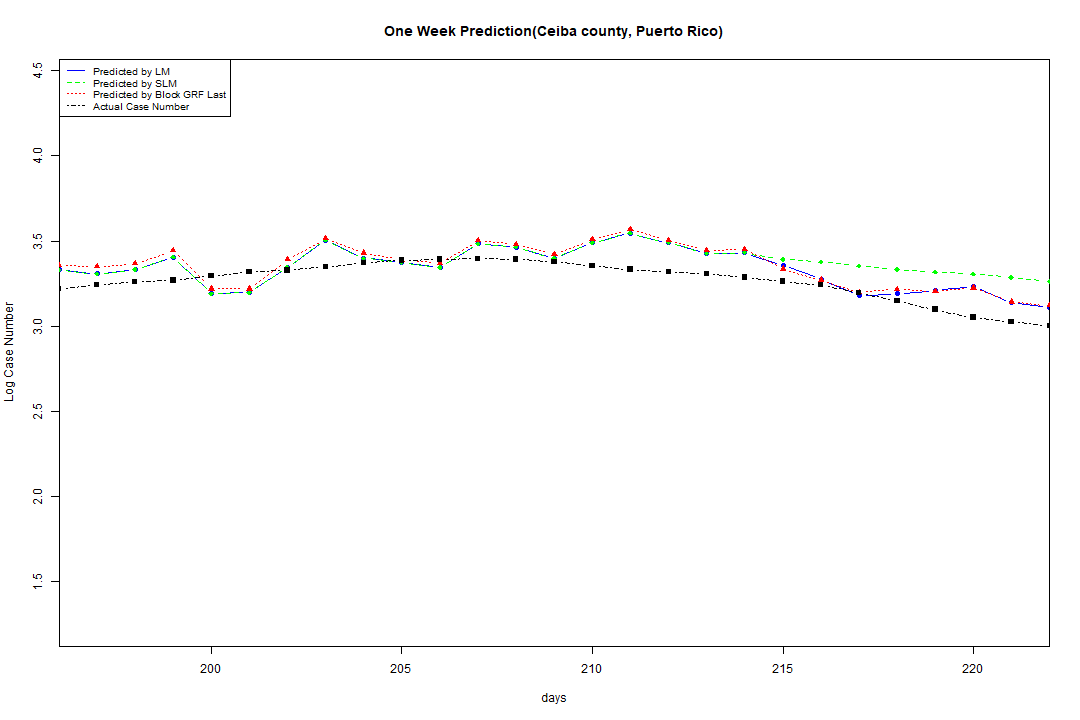 One Week Prediction(Ceiba county, Puerto Rico)
Predicted by LM
Predicted by SLM
Predicted by Block GRF Last
Actual Case Number
4.5
4.0
3.5
3.0
2.5
2.0
1.5
Log Case Number
200
205
210
215
220
days